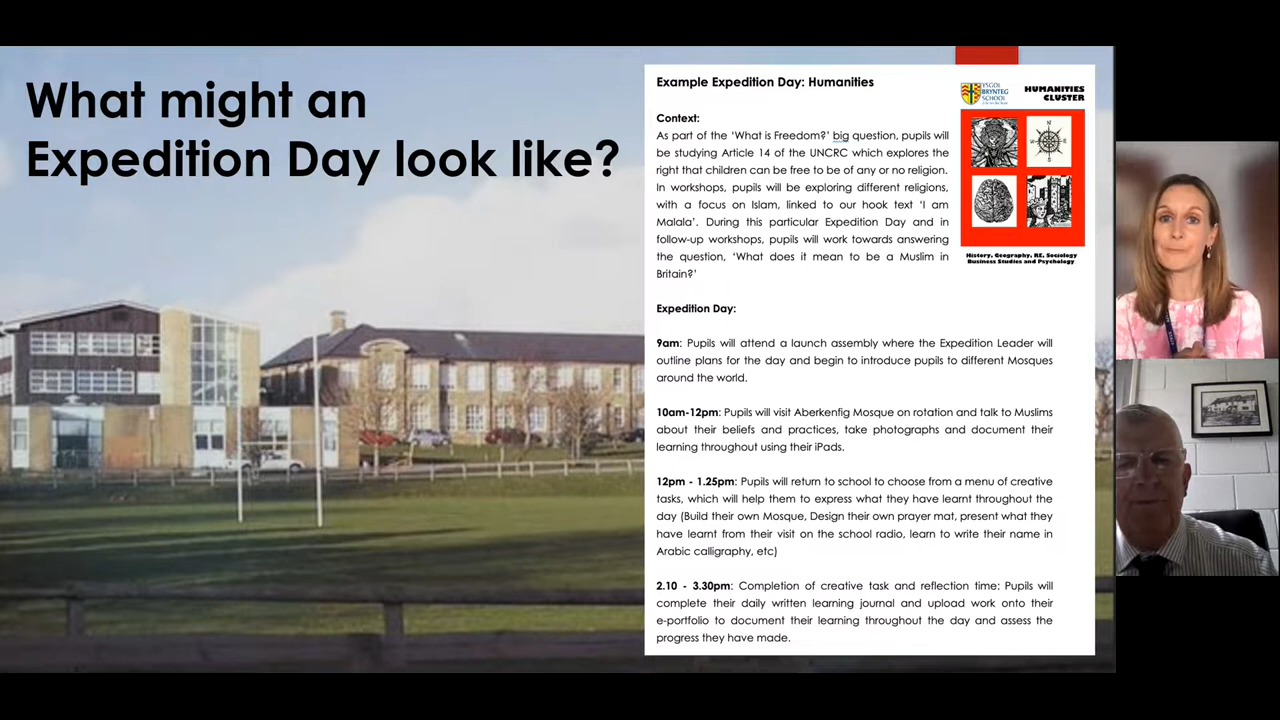 What might an
Expedition Day look like?
Example Expedition Day: Humanities
YSGOL
BRYNTEG
SCHOOL
HUMANITIES
CLUSTER
Context:
As part of the ‘What is Freedom?’ big question, pupils will
be studying Article 14 of the UNCRC which explores the
right that children can be free to be of any or no religion.
In workshops, pupils will be exploring different religions,
with a focus on Islam, linked to our hook text ‘I am
Malala’. During this particular Expedition Day and in
follow-up workshops, pupils will work towards answering
the question, ‘What does it mean to be a Muslim in
Britain?’
N
W
E
S
History, Geography, RE, Sociology
Business Studies and Psychology
Expedition Day:
9am: Pupils will attend a launch assembly where the Expedition Leader will
outline plans for the day and begin to introduce pupils to different Mosques
around the world.
10am-12pm: Pupils will visit Aberkenfig Mosque on rotation and talk to Muslims
about their beliefs and practices, take photographs and document their
learning throughout using their iPads.
12pm - 1.25pm: Pupils will return to school to choose from a menu of creative
tasks, which will help them to express what they have learnt throughout the
day (Build their own Mosque, Design their own prayer mat, present what they
have learnt from their visit on the school radio, learn to write their name in
Arabic calligraphy, etc)
2.10 - 3.30pm: Completion of creative task and reflection time: Pupils will
complete their daily written learning journal and upload work onto their
e-portfolio to document their learning throughout the day and assess the
progress they have made.